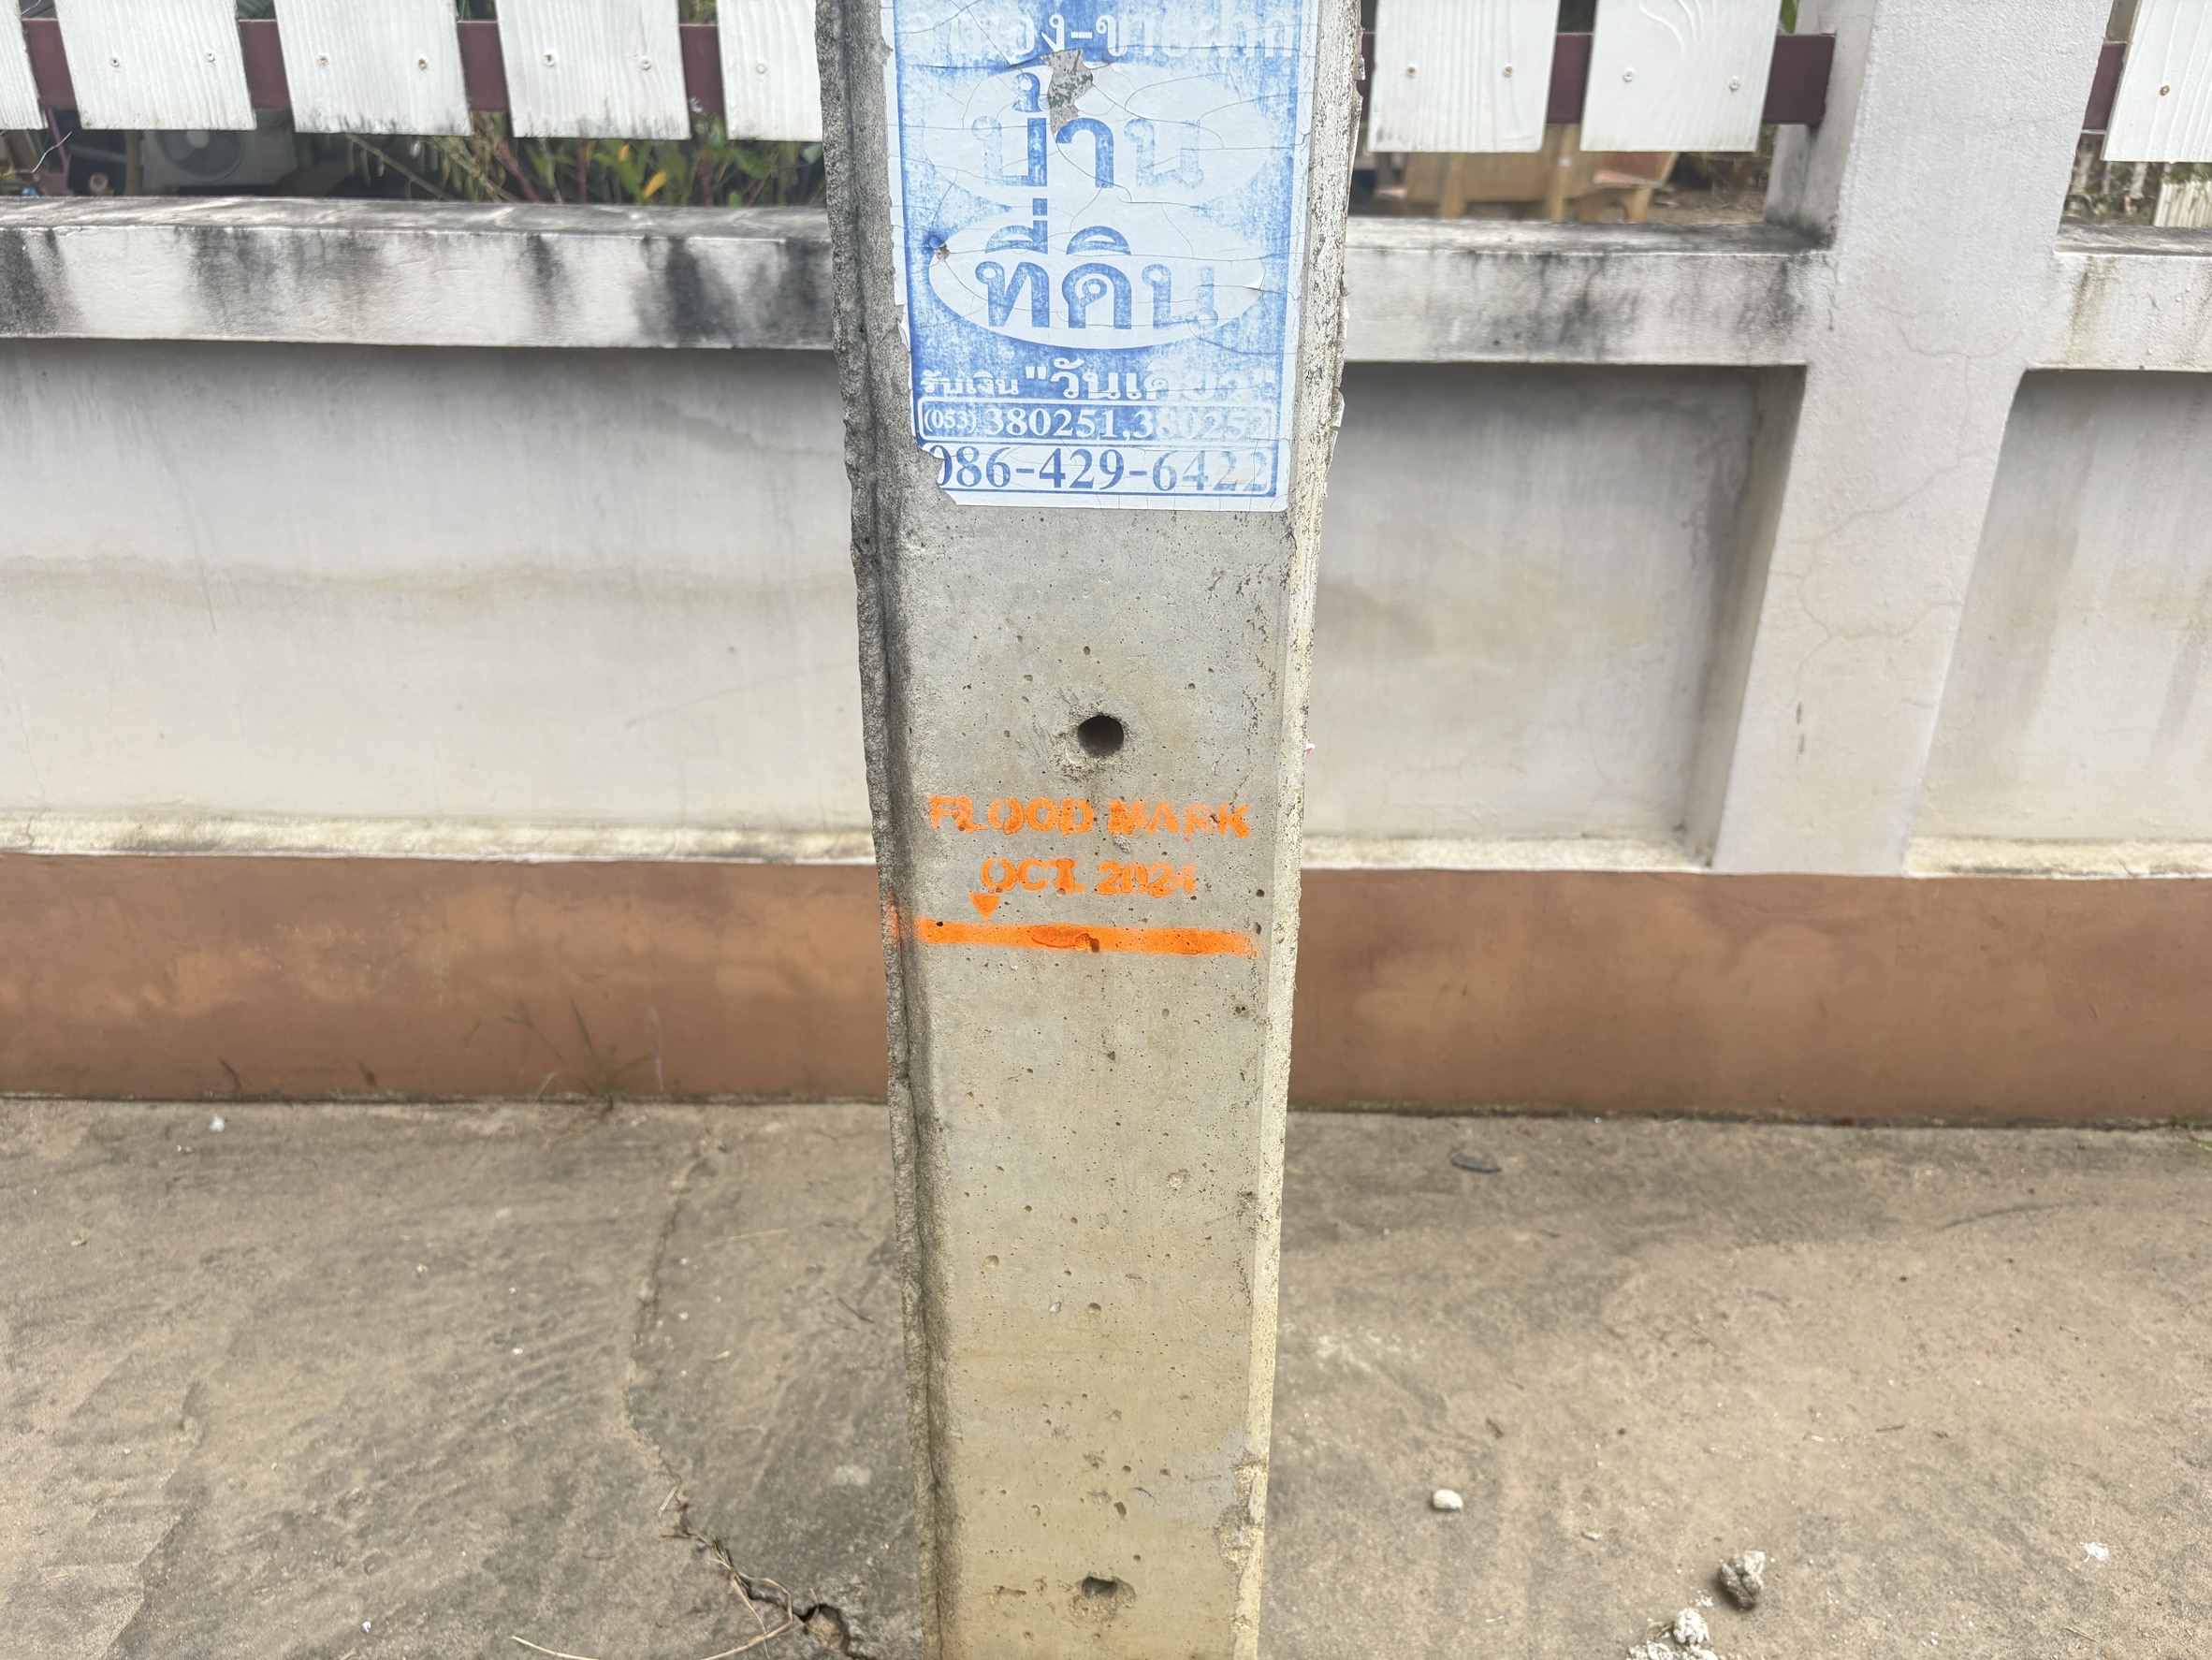 บ้าน
ที่ดิน
รับเงิน "วันเดียว"
(053) 380251,380252
086-429-6422
FLOOD MARK
OCT. 2024